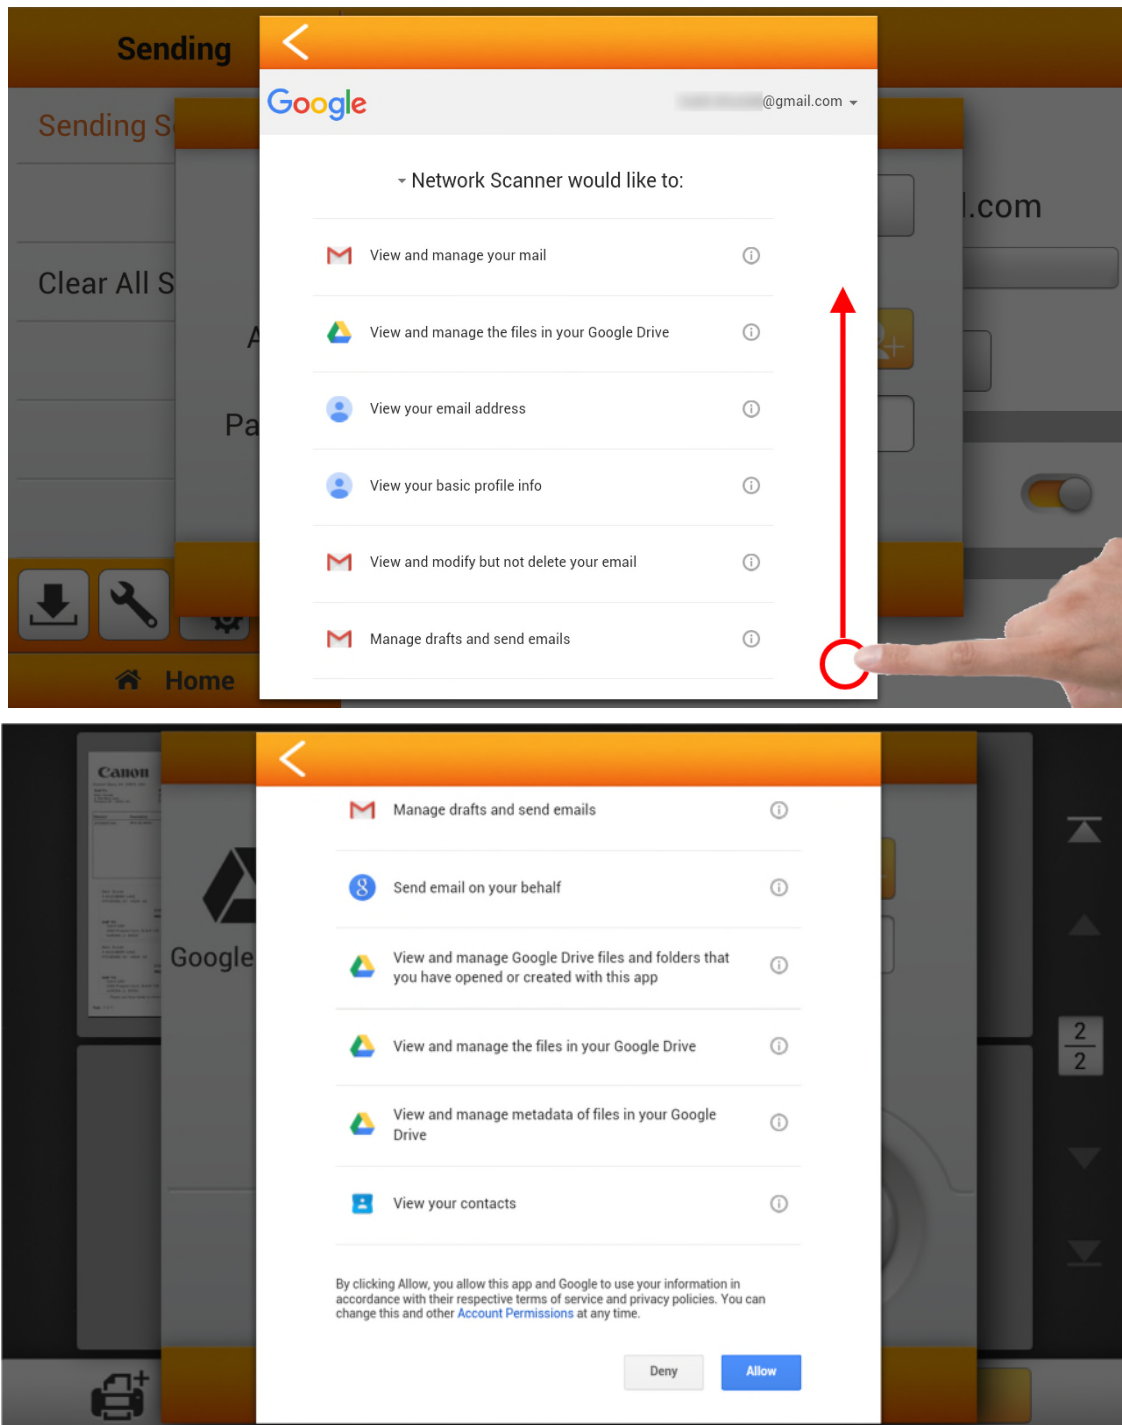 Sending
Google
@gmail.com
Sending S
Network Scanner would like to:
l.com
View and manage your mail
Clear All S
View and manage the files in your Google Drive
A
View your email address
Pa
View your basic profile info
View and modify but not delete your email
Manage drafts and send emails
Home
Canon
Manage drafts and send emails
8
Send email on your behalf
Google
View and manage Google Drive files and folders that
you have opened or created with this app
View and manage the files in your Google Drive
2
2
View and manage metadata of files in your Google
Drive
View your contacts
By clicking Allow, you allow this app and Google to use your information in
accordance with their respective terms of service and privacy policies. You can
change this and other Account Permissions at any time.
Deny
Allow